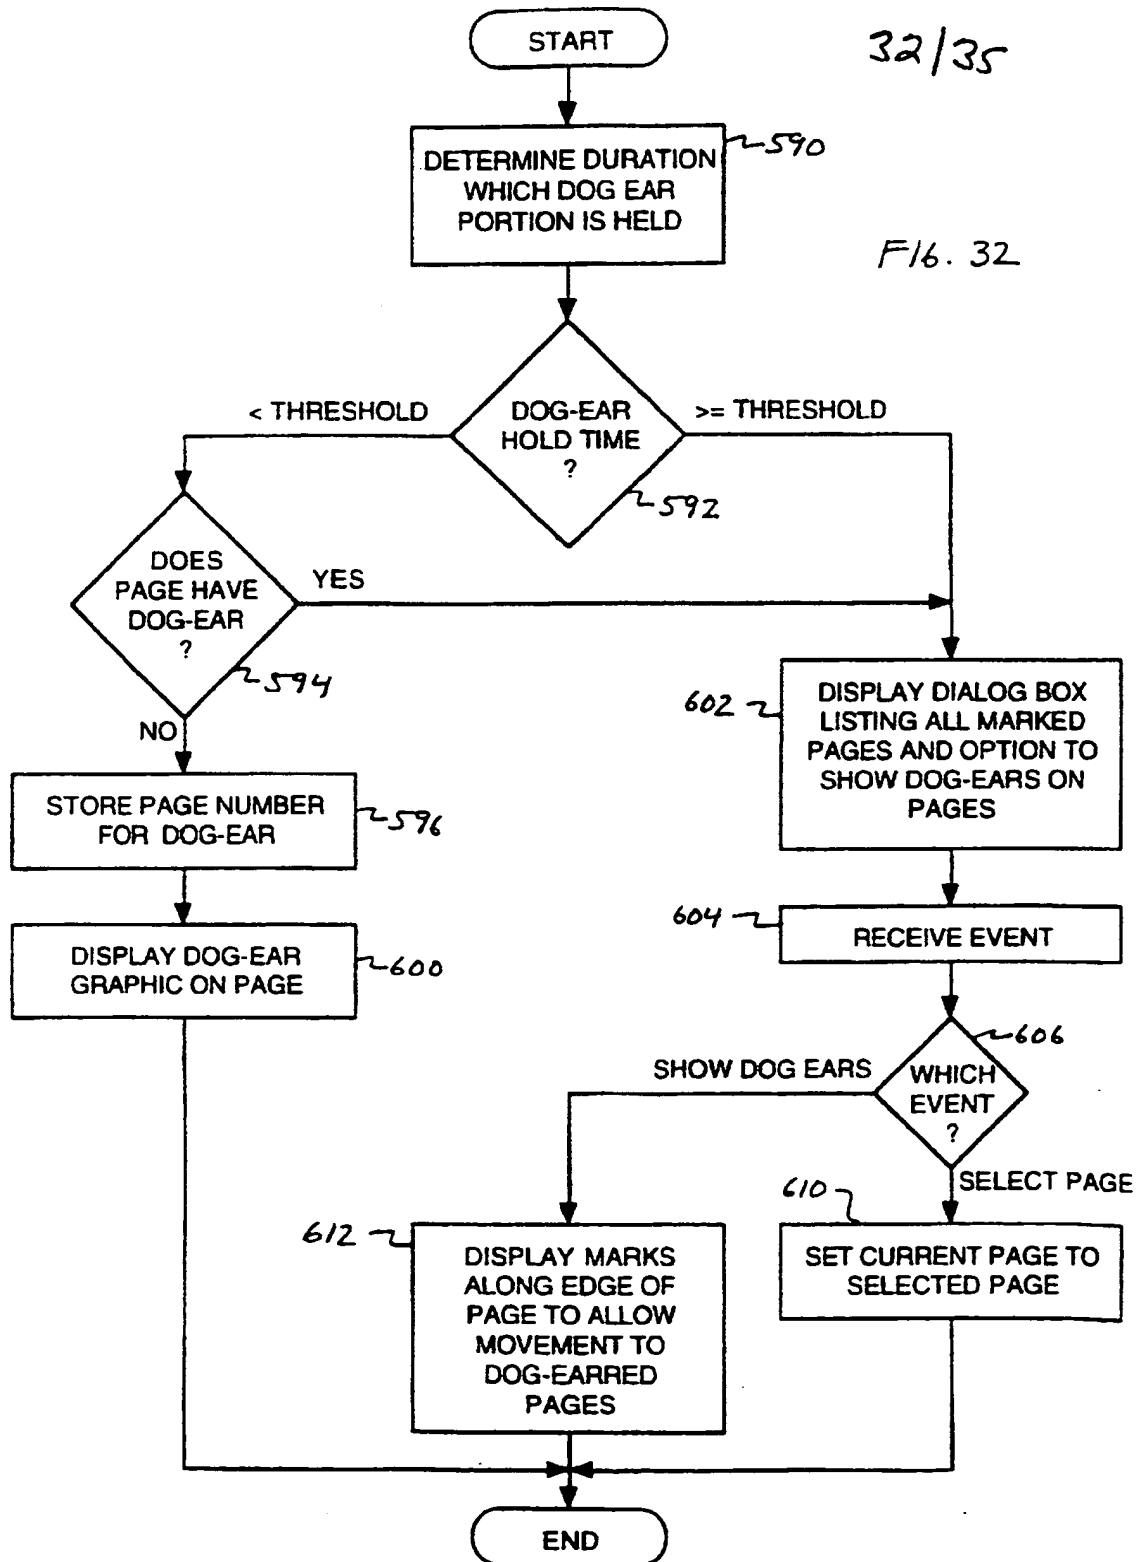 START
32/35
DETERMINE DURATION
WHICH DOG EAR
PORTION IS HELD
590
FIG. 32
< THRESHOLD
DOG-EAR
HOLD TIME
?
>= THRESHOLD
592
DOES
PAGE HAVE
DOG-EAR
?
YES
594
NO
602
DISPLAY DIALOG BOX
LISTING ALL MARKED
PAGES AND OPTION TO
SHOW DOG-EARS ON
PAGES
STORE PAGE NUMBER
FOR DOG-EAR
596
604
RECEIVE EVENT
DISPLAY DOG-EAR
GRAPHIC ON PAGE
600
606
SHOW DOG EARS
WHICH
EVENT
?
SELECT PAGE
610
612
DISPLAY MARKS
ALONG EDGE OF
PAGE TO ALLOW
MOVEMENT TO
DOG-EARRED
PAGES
SET CURRENT PAGE TO
SELECTED PAGE
END